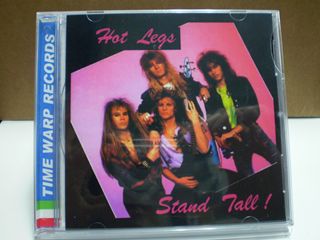 Hot Legs
TIME WARP RECORDS
Stand Tall!